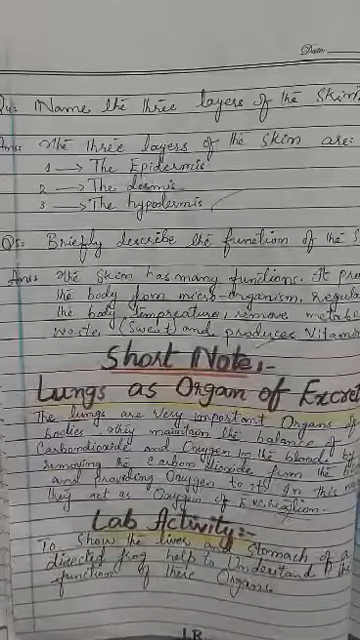 Date:
Q4: Name the three layers of the Skin
Ans: The three layers of the Skin are:
1 → The Epidermis
2 → The dermis
3 → The hypodermis
Q5: Briefly describe the function of the S
Ans: The Skin has many functions. It pro
the body from micro-organism, regula
the body temperature, remove metabo
waste (Sweat) and produces Vitamin
Short Note:-
Lungs as Organ of Excret
The lungs are very important Organs of
bodies. They maintain the balance of
Carbondioxide and Oxygen in the bloode by
removing the carbon dioxide from the
and providing Oxygen to it. In this
they act as Oxygen of Excreation.
Lab Activity:-
To show the liver and Stomach of a
directed frog help to Understand the
function of these Organs.